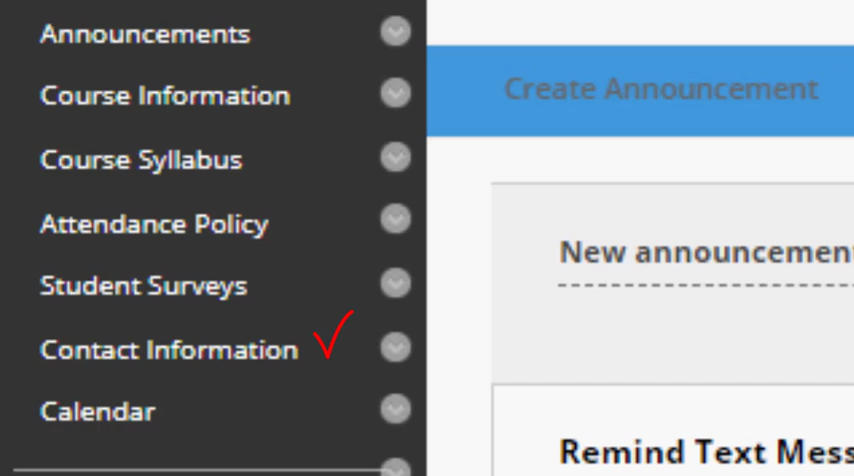 Announcements
Course Information
Course Syllabus
Attendance Policy
Student Surveys
Contact Information
Calendar
Create Announcement
New announcement
Remind Text Mess